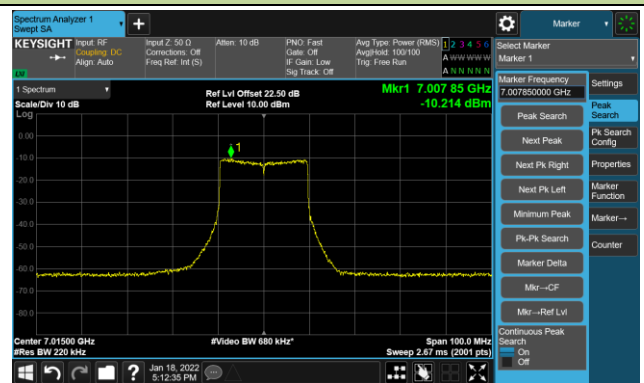 Spectrum Analyzer 1
Swept SA
+
Marker
KEYSIGHT
Input: RF
Coupling: DC
Align: Auto
Input Z: 50 Ω
Corrections: Off
Freq Ref: Int (S)
Atten: 10 dB
PNO: Fast
Gate: Off
IF Gain: Low
Sig Track: Off
Avg Type: Power (RMS)
Avg|Hold: 100/100
Trig: Free Run
1 2 3 4 5 6
A W W W W W
A N N N N N
Select Marker
Marker 1
1 Spectrum
Scale/Div 10 dB
Log
Ref Lvl Offset 22.50 dB
Ref Level 10.00 dBm
Mkr1 7.007 85 GHz
-10.214 dBm
0.00
-10.0
-20.0
-30.0
-40.0
-50.0
-60.0
-70.0
-80.0
1
Center 7.01500 GHz
#Res BW 220 kHz
#Video BW 680 kHz*
Span 100.0 MHz
Sweep 2.67 ms (2001 pts)
Marker Frequency
7.007850000 GHz
Peak Search
Next Peak
Next Pk Right
Next Pk Left
Minimum Peak
Pk-Pk Search
Marker Delta
Mkr→CF
Mkr→Ref Lvl
Continuous Peak
Search
On
Off
Settings
Peak
Search
Pk Search
Config
Properties
Marker
Function
Marker→
Counter
?
Jan 18, 2022
5:12:35 PM